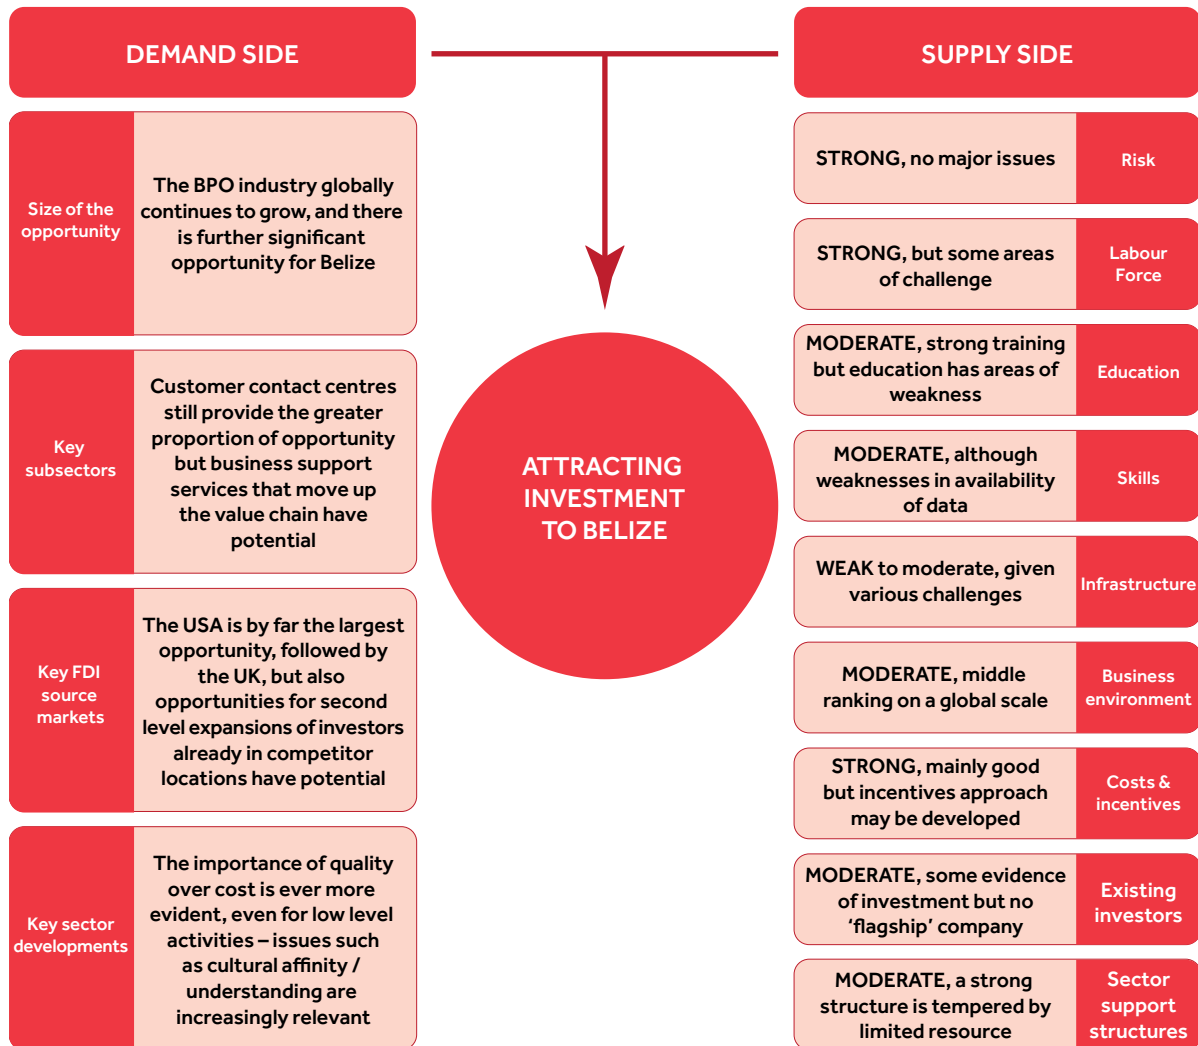 DEMAND SIDE
Size of the
opportunity
The BPO industry globally
continues to grow, and there
is further significant
opportunity for Belize
Key
subsectors
Customer contact centres
still provide the greater
proportion of opportunity
but business support
services that move up
the value chain have
potential
Key FDI
source
markets
The USA is by far the largest
opportunity, followed by
the UK, but also
opportunities for second
level expansions of investors
already in competitor
locations have potential
Key sector
developments
The importance of quality
over cost is ever more
evident, even for low level
activities – issues such
as cultural affinity /
understanding are
increasingly relevant
ATTRACTING
INVESTMENT
TO BELIZE
SUPPLY SIDE
STRONG, no major issues
Risk
STRONG, but some areas
of challenge
Labour
Force
MODERATE, strong training
but education has areas of
weakness
Education
MODERATE, although
weaknesses in availability
of data
Skills
WEAK to moderate, given
various challenges
Infrastructure
MODERATE, middle
ranking on a global scale
Business
environment
STRONG, mainly good
but incentives approach
may be developed
Costs &
incentives
MODERATE, some evidence
of investment but no
‘flagship’ company
Existing
investors
MODERATE, a strong
structure is tempered by
limited resource
Sector
support
structures